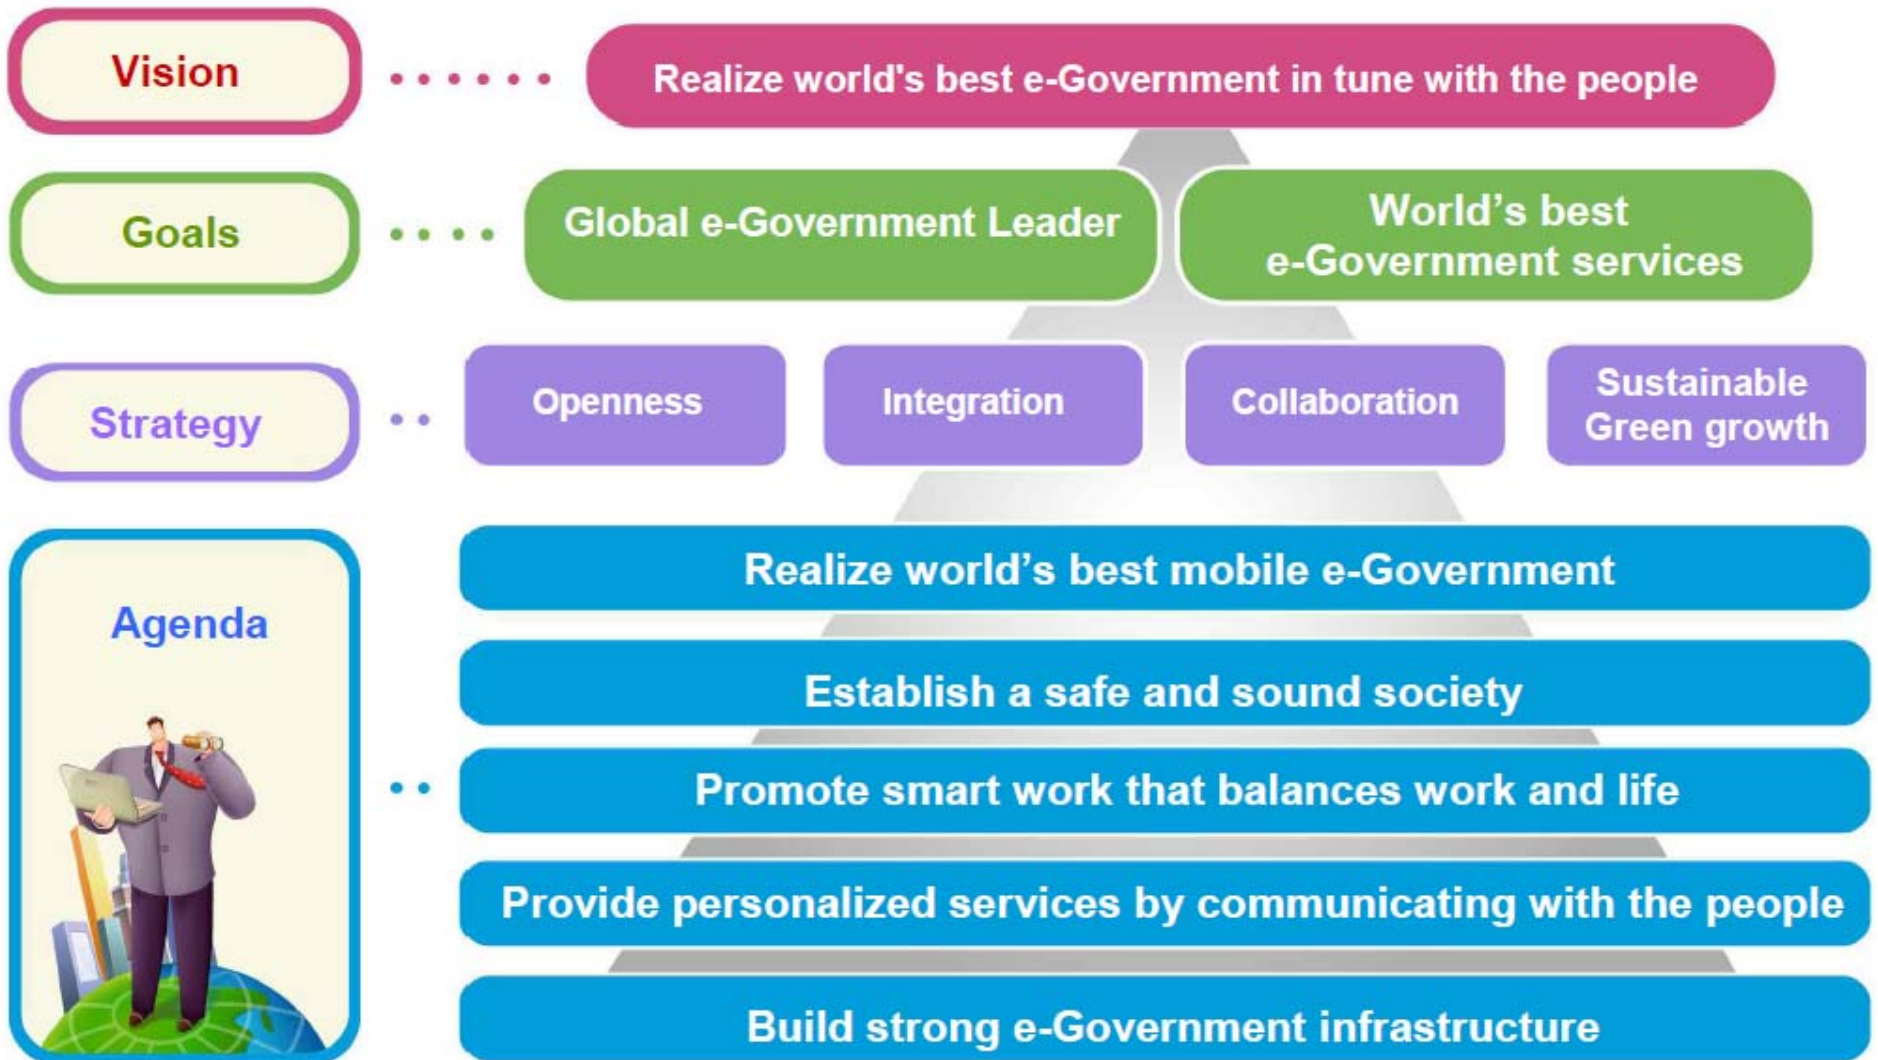 Vision
Realize world's best e-Government in tune with the people
Goals
Global e-Government Leader
World’s best
e-Government services
Strategy
Openness
Integration
Collaboration
Sustainable
Green growth
Agenda
Realize world’s best mobile e-Government
Establish a safe and sound society
Promote smart work that balances work and life
Provide personalized services by communicating with the people
Build strong e-Government infrastructure